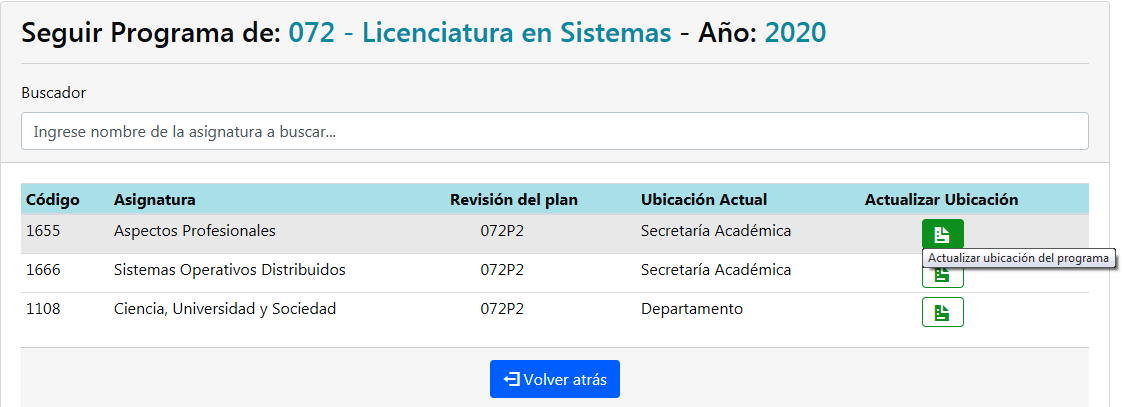 Seguir Programa de: 072 - Licenciatura en Sistemas - Año: 2020
Buscador
Ingrese nombre de la asignatura a buscar...
Código Asignatura Revisión del plan Ubicación Actual Actualizar Ubicación
1655 Aspectos Profesionales 072P2 Secretaría Académica
Actualizar ubicación del programa
1666 Sistemas Operativos Distribuidos 072P2 Secretaría Académica
1108 Ciencia, Universidad y Sociedad 072P2 Departamento
Volver atrás